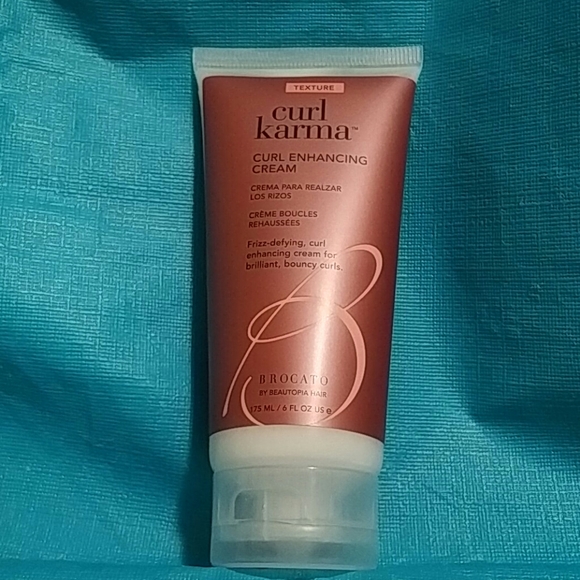 TEXTURE
curl
karma™
CURL ENHANCING
CREAM
CREMA PARA REALZAR
LOS RIZOS
CRÈME BOUCLES
REHAUSSÉES
Frizz-defying, curl
enhancing cream for
brilliant, bouncy curls.
B
BROCATO
BY BEAUTOPIA HAIR
175 ML / 6 FL OZ US e